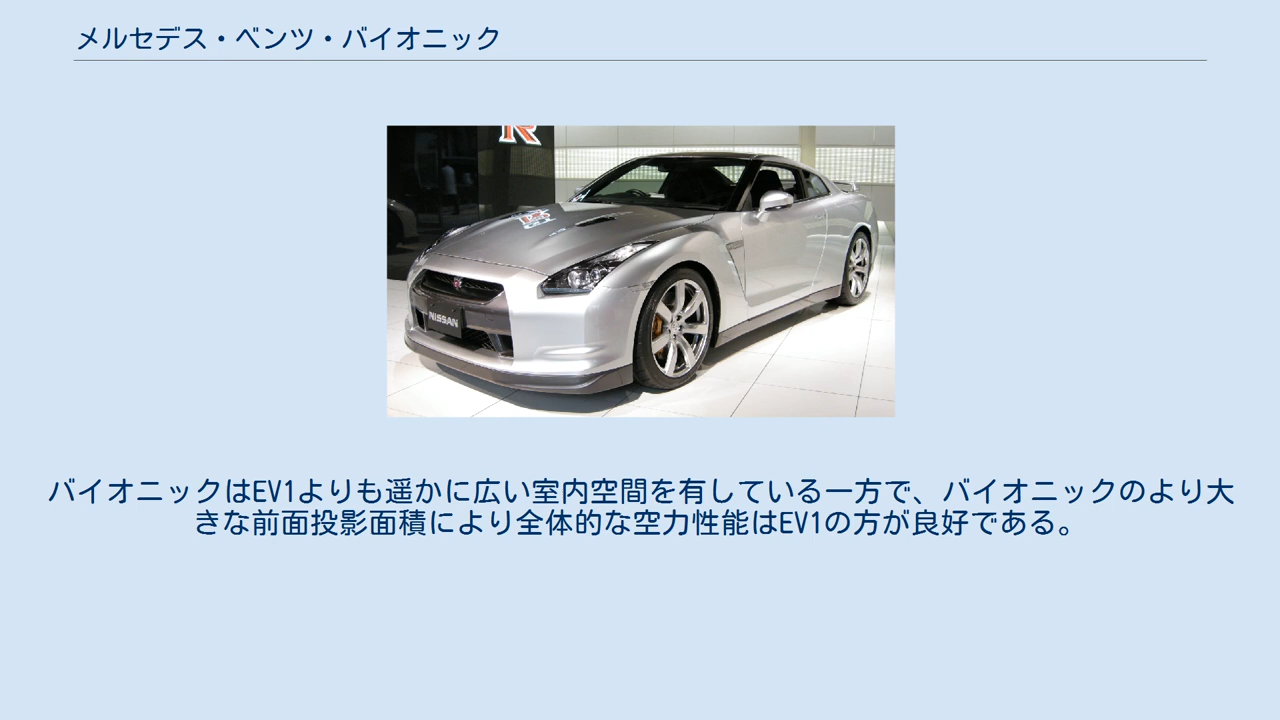 メルセデス・ベンツ・バイオニック
R
R
NISSAN
バイオニックはEV1よりも遥かに広い室内空間を有している一方で、バイオニックのより大
きな前面投影面積により全体的な空力性能はEV1の方が良好である。